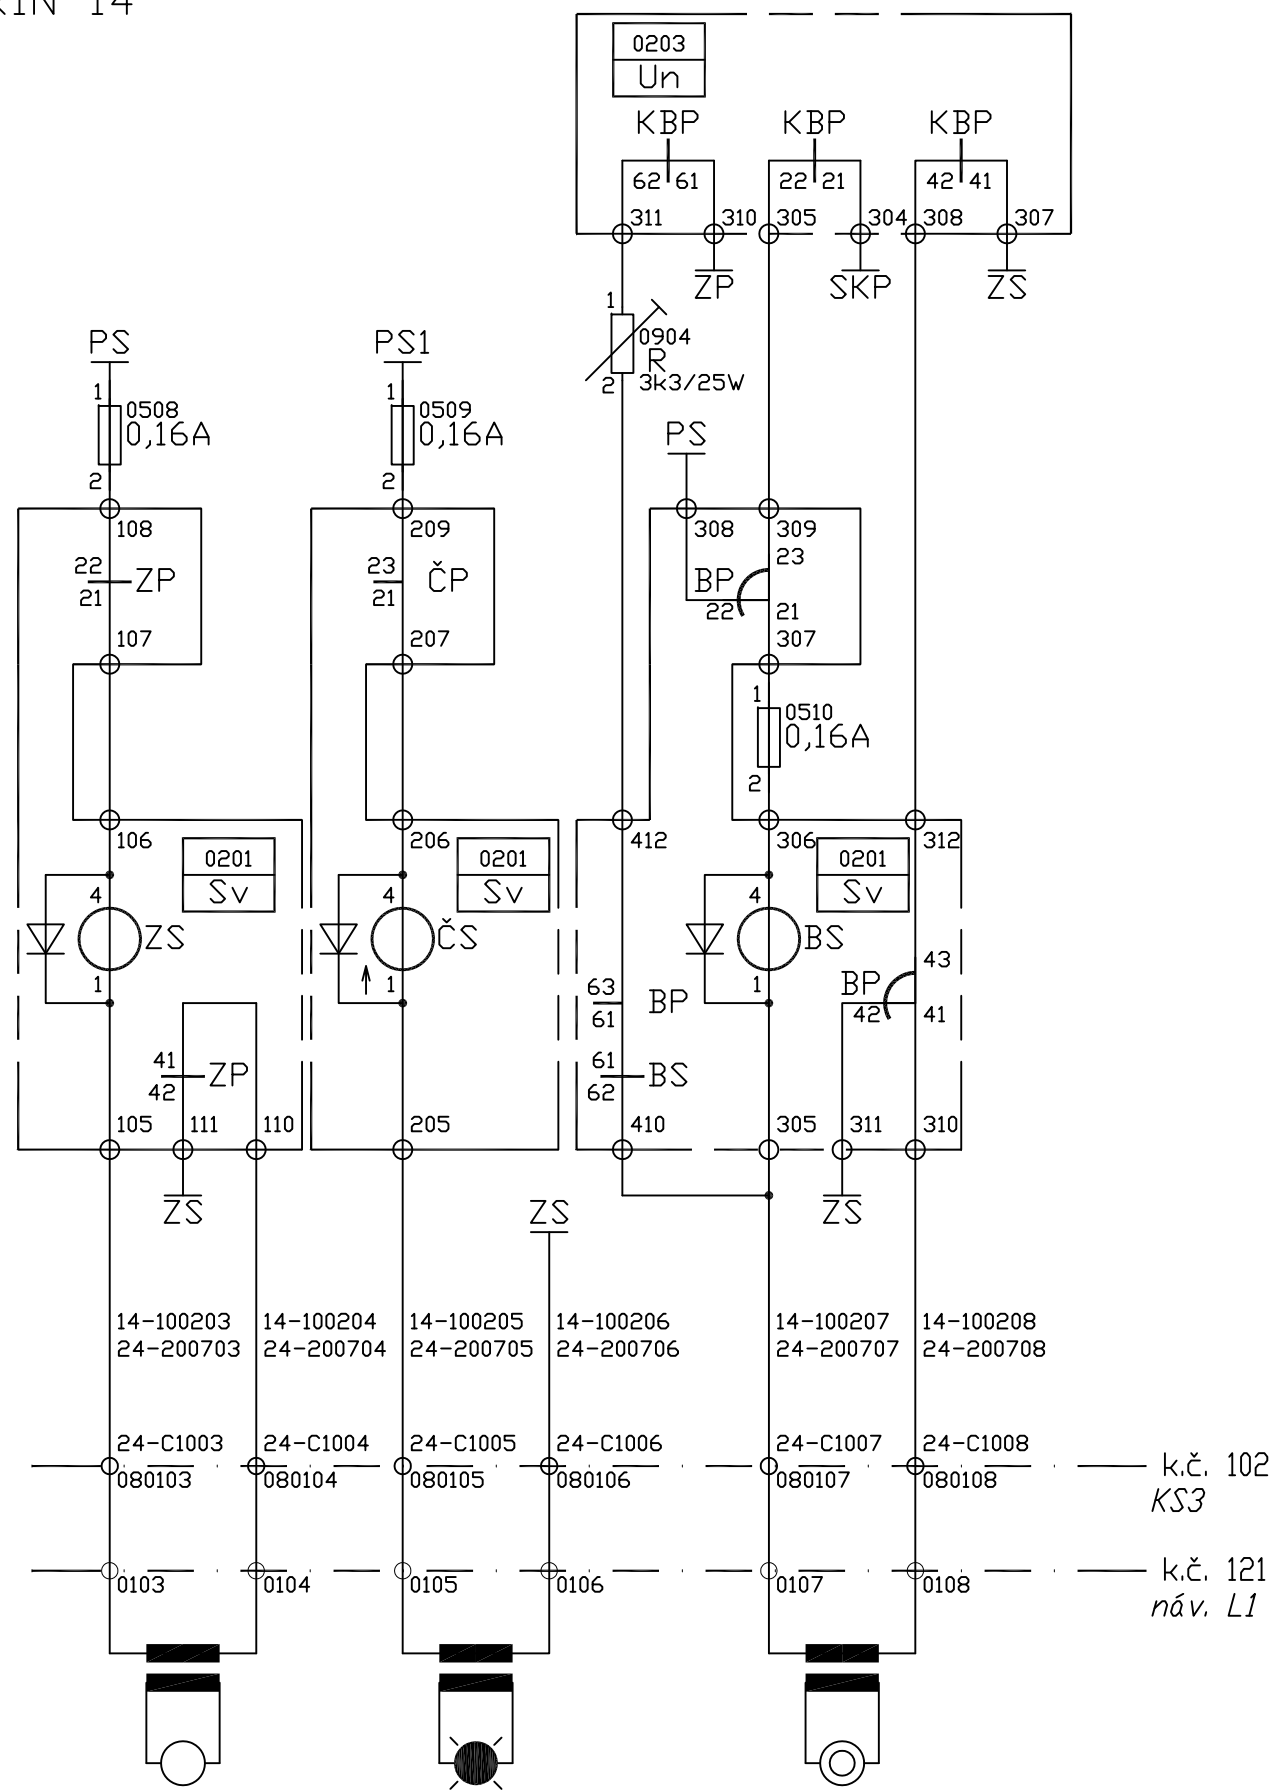 KIN 14
0203
Un
KBP KBP KBP
62 61 22 21 42 41
311 310 305 304 308 307
ZP SKP ZS
1
0904
R
2 3k3/25W
PS PS1
1 0508 1 0509
0,16A 0,16A
2 2
PS
108 209 308 309
22 ZP 23 ČP BP 23
21 21 22 21
107 207 307
1 0510
0,16A
2
106 206 412 306 312
0201 0201 0201
Sv Sv Sv
4 4 4
ZS ČS BS
1 1 1
43
BP
42 41
63 BP
61
41 ZP 61 BS
42 62
105 111 110 205 410 305 311 310
ZS ZS ZS
14-100203 14-100204 14-100205 14-100206 14-100207 14-100208
24-200703 24-200704 24-200705 24-200706 24-200707 24-200708
24-C1003 24-C1004 24-C1005 24-C1006 24-C1007 24-C1008
080103 080104 080105 080106 080107 080108
k.č. 102
KS3
0103 0104 0105 0106 0107 0108
k.č. 121
náv. L1